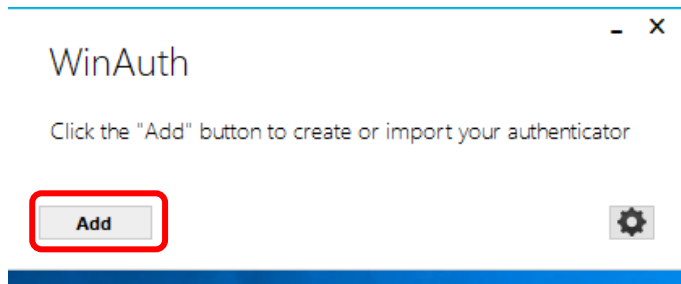 WinAuth
Click the "Add" button to create or import your authenticator
Add